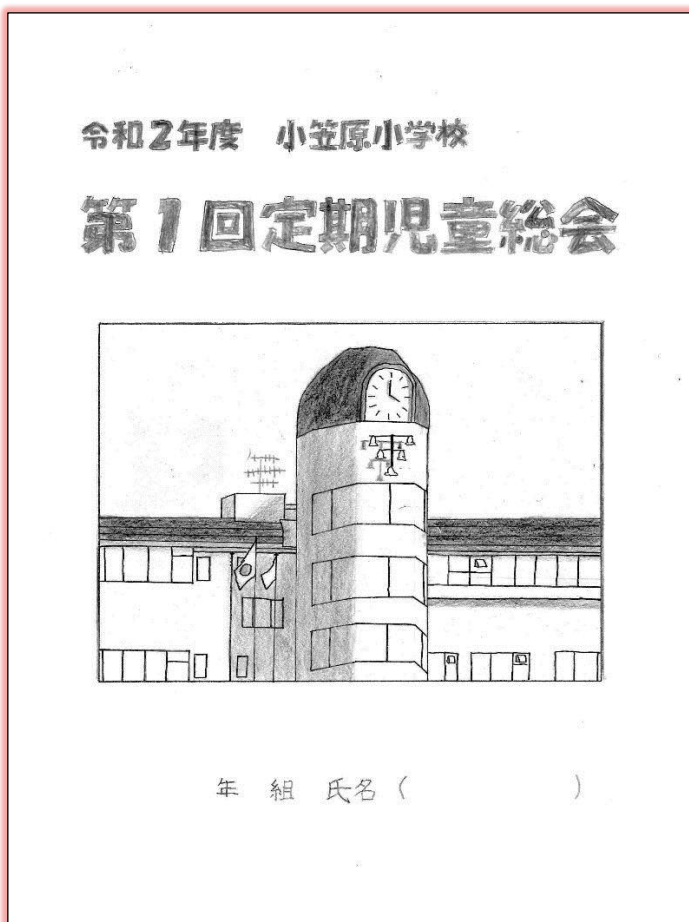 令和2年度 小笠原小学校
第1回定期児童総会
年 組 氏名( )